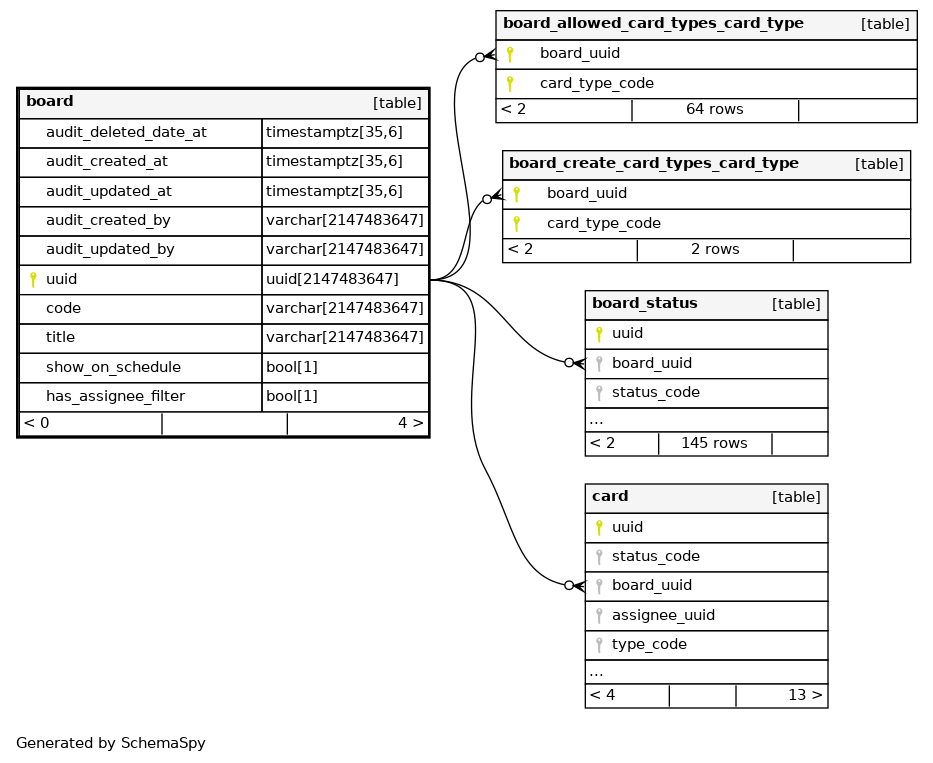 board [table]
audit_deleted_date_at timestamptz[35,6]
audit_created_at timestamptz[35,6]
audit_updated_at timestamptz[35,6]
audit_created_by varchar[2147483647]
audit_updated_by varchar[2147483647]
uuid uuid[2147483647]
code varchar[2147483647]
title varchar[2147483647]
show_on_schedule bool[1]
has_assignee_filter bool[1]
< 0 4 >
board_allowed_card_types_card_type [table]
board_uuid
card_type_code
< 2 64 rows
board_create_card_types_card_type [table]
board_uuid
card_type_code
< 2 2 rows
board_status [table]
uuid
board_uuid
status_code
...
< 2 145 rows
card [table]
uuid
status_code
board_uuid
assignee_uuid
type_code
...
< 4 13 >
Generated by SchemaSpy